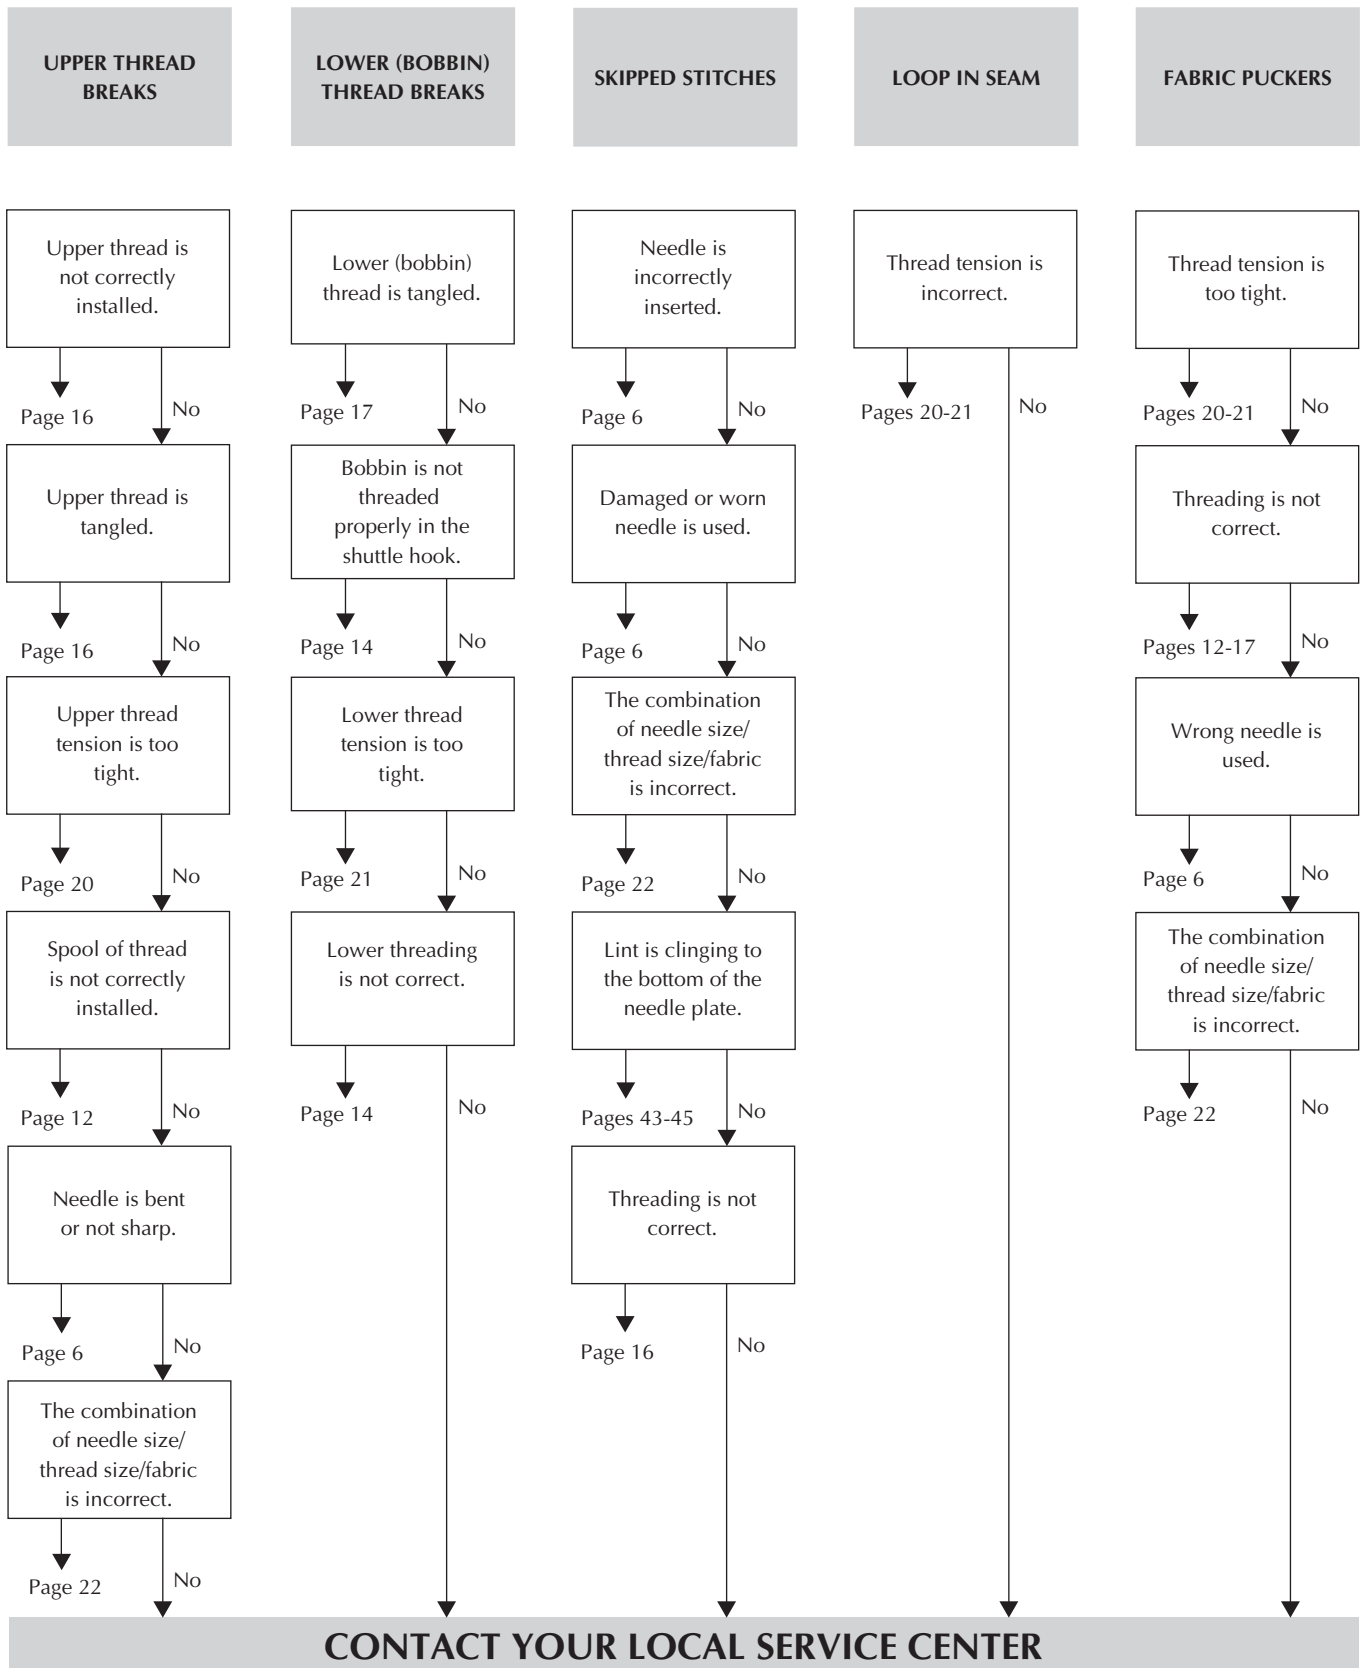 UPPER THREAD
BREAKS
LOWER (BOBBIN)
THREAD BREAKS
SKIPPED STITCHES
LOOP IN SEAM
FABRIC PUCKERS
Upper thread is
not correctly
installed.
Page 16
No
Upper thread is
tangled.
Page 16
No
Upper thread
tension is too
tight.
Page 20
No
Spool of thread
is not correctly
installed.
Page 12
No
Needle is bent
or not sharp.
Page 6
No
The combination
of needle size/
thread size/fabric
is incorrect.
Page 22
No
Lower (bobbin)
thread is tangled.
Page 17
No
Bobbin is not
threaded
properly in the
shuttle hook.
Page 14
No
Lower thread
tension is too
tight.
Page 21
No
Lower threading
is not correct.
Page 14
No
Needle is
incorrectly
inserted.
Page 6
No
Damaged or worn
needle is used.
Page 6
No
The combination
of needle size/
thread size/fabric
is incorrect.
Page 22
No
Lint is clinging to
the bottom of the
needle plate.
Pages 43-45
No
Threading is not
correct.
Page 16
No
Thread tension is
incorrect.
Pages 20-21
No
Thread tension is
too tight.
Pages 20-21
No
Threading is not
correct.
Pages 12-17
No
Wrong needle is
used.
Page 6
No
The combination
of needle size/
thread size/fabric
is incorrect.
Page 22
No
CONTACT YOUR LOCAL SERVICE CENTER